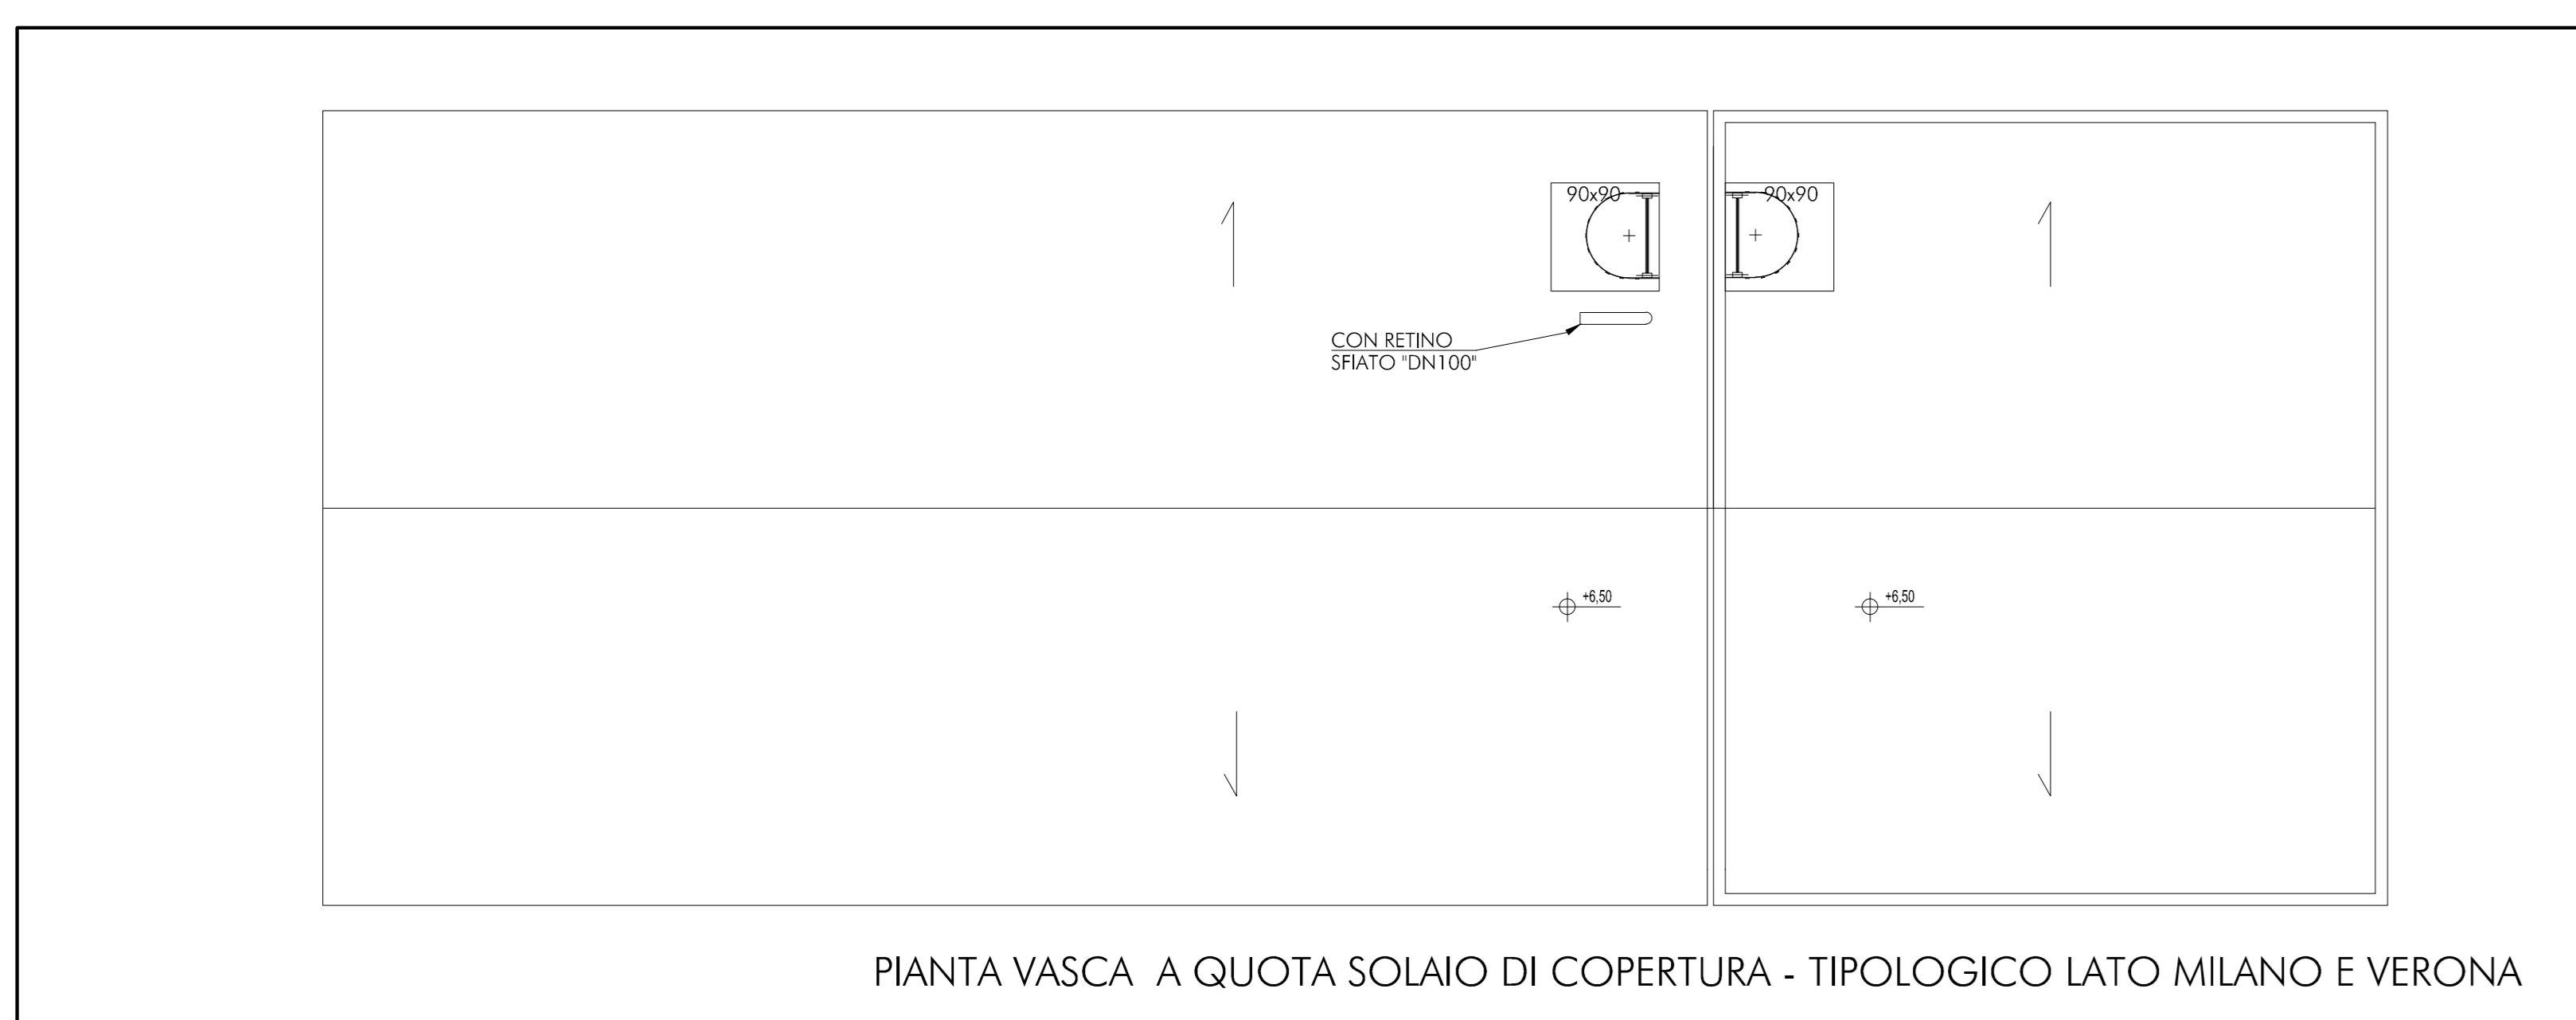 90x90
90x90
CON RETINO
SFIATO "DN100"
+6,50
+6,50
PIANTA VASCA A QUOTA SOLAIO DI COPERTURA - TIPOLOGICO LATO MILANO E VERONA